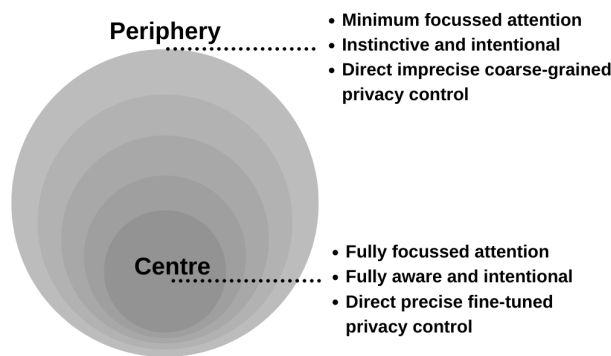 Periphery
• Minimum focussed attention
• Instinctive and intentional
• Direct imprecise coarse-grained
privacy control
Centre
• Fully focussed attention
• Fully aware and intentional
• Direct precise fine-tuned
privacy control